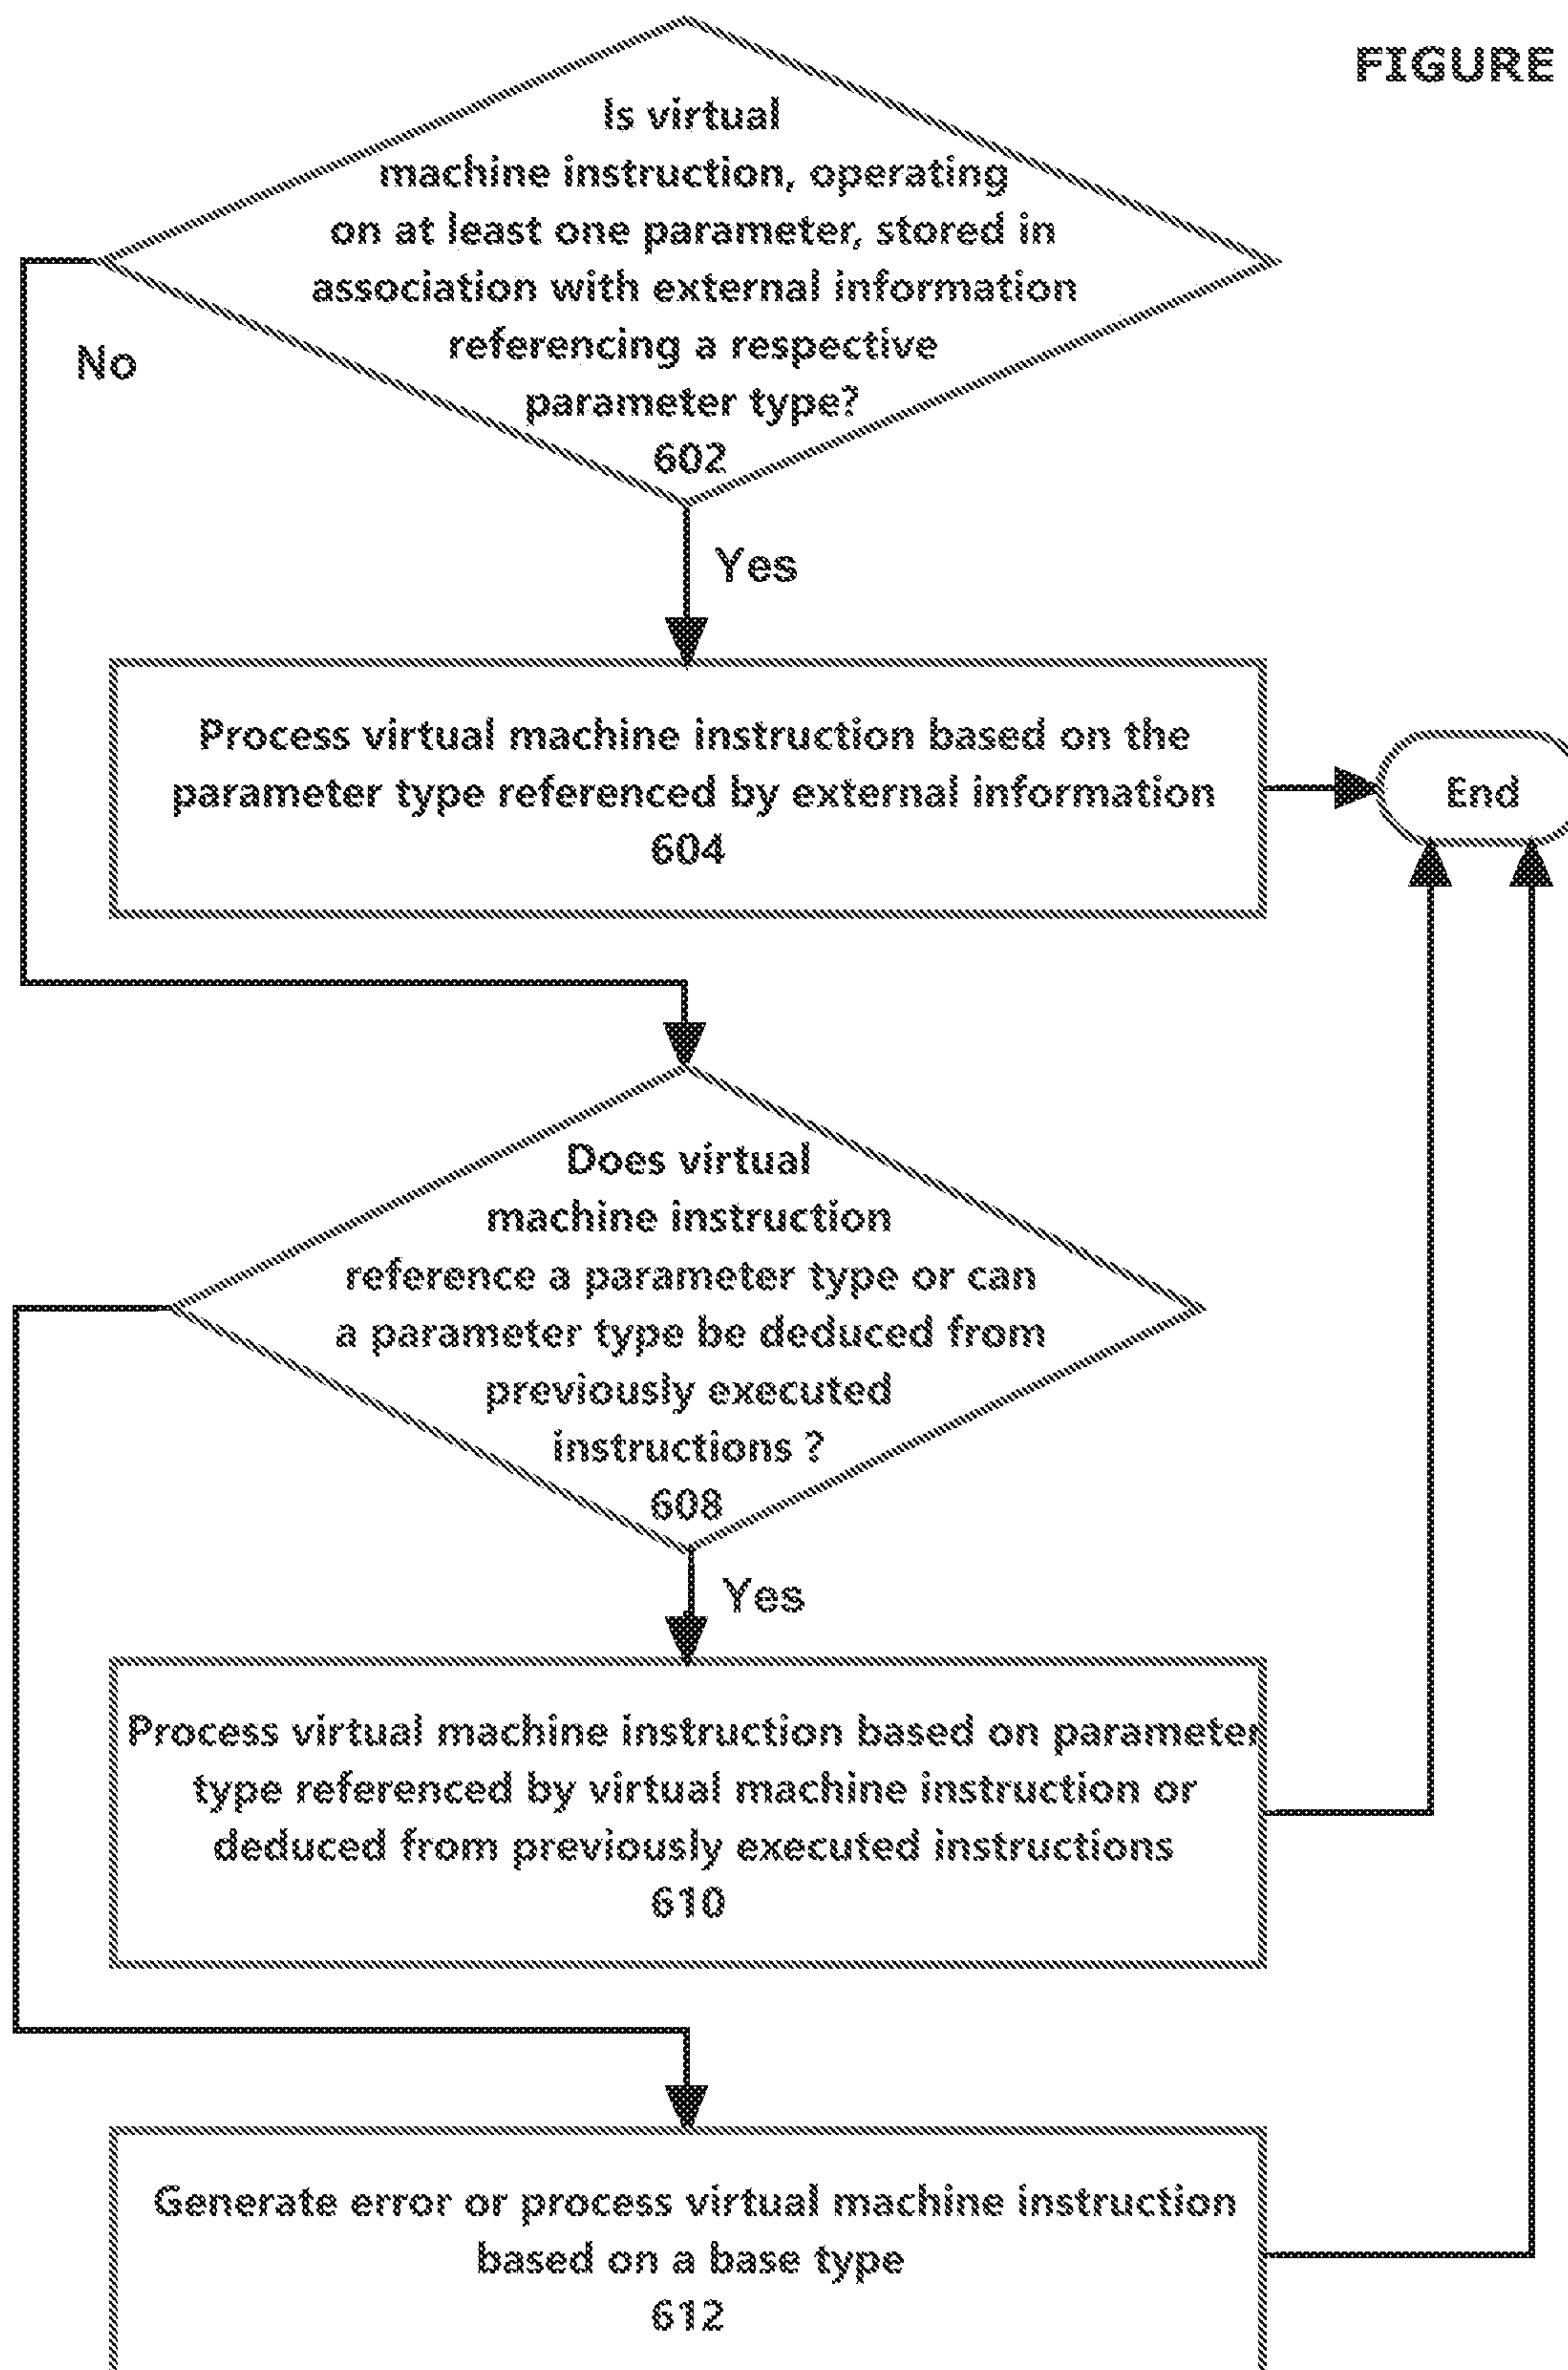 FIGURE
Is virtual
machine instruction, operating
on at least one parameter, stored in
association with external information
referencing a respective
parameter type?
602
No
Yes
Process virtual machine instruction based on the
parameter type referenced by external information
604
End
Does virtual
machine instruction
reference a parameter type or can
a parameter type be deduced from
previously executed
instructions ?
608
Yes
Process virtual machine instruction based on parameter
type referenced by virtual machine instruction or
deduced from previously executed instructions
610
Generate error or process virtual machine instruction
based on a base type
612